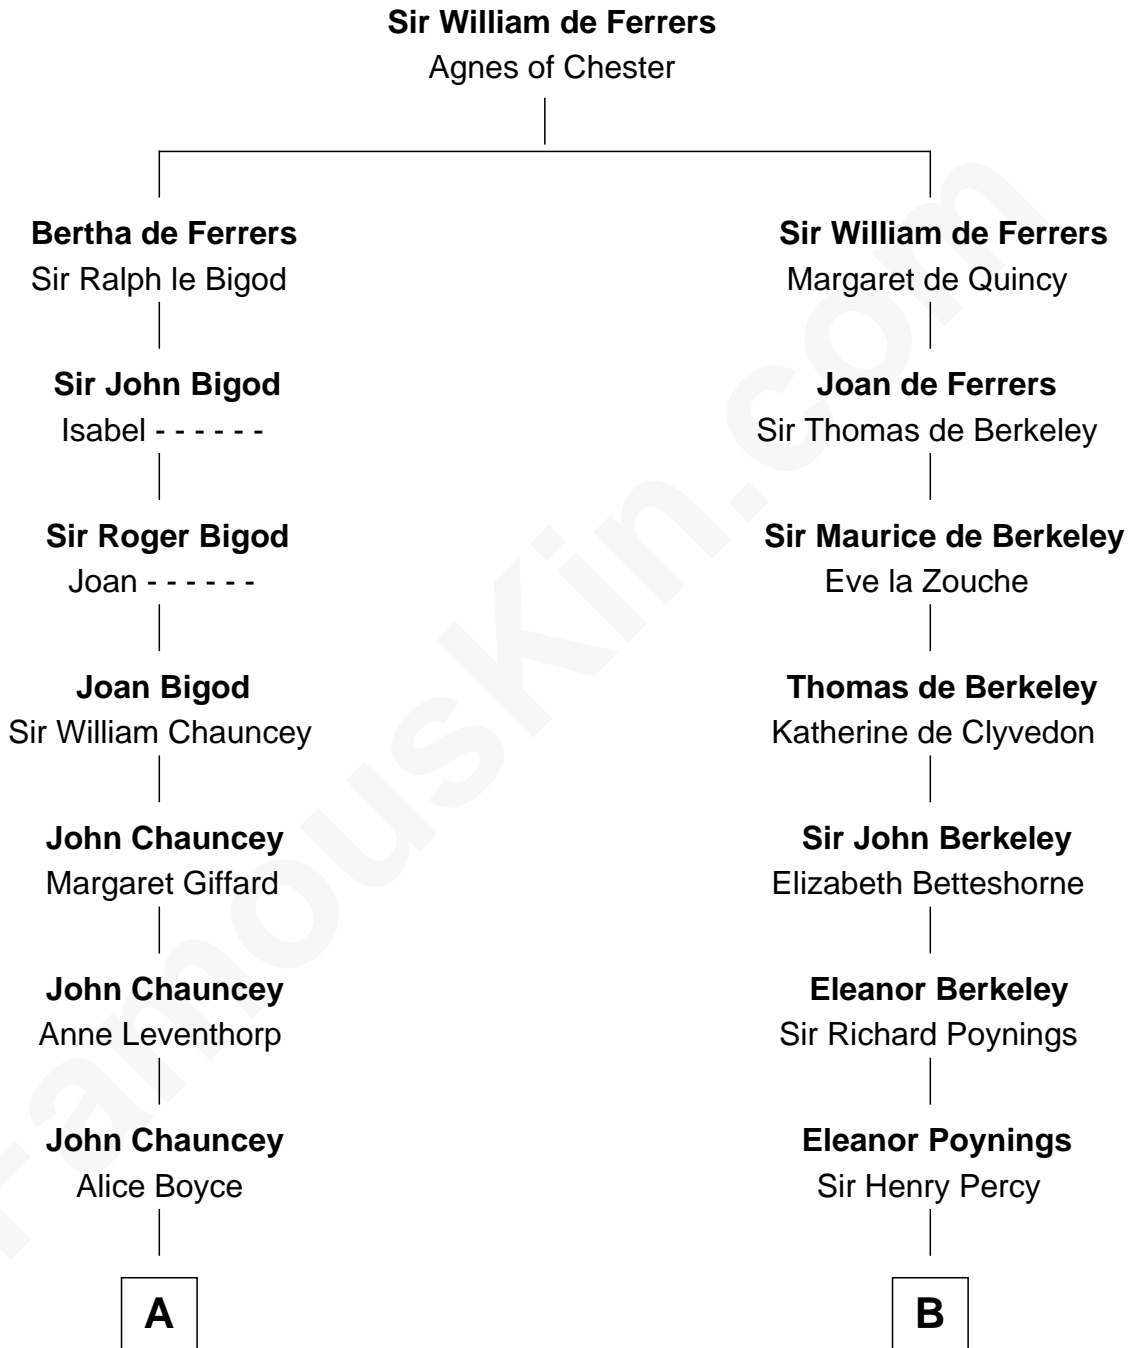 Sir William de Ferrers
Agnes of Chester
Bertha de Ferrers
Sir Ralph le Bigod
Sir William de Ferrers
Margaret de Quincy
Sir John Bigod
Isabel - - - - - -
Joan de Ferrers
Sir Thomas de Berkeley
Sir Roger Bigod
Joan - - - - - -
Sir Maurice de Berkeley
Eve la Zouche
Joan Bigod
Sir William Chauncey
Thomas de Berkeley
Katherine de Clyvedon
John Chauncey
Margaret Giffard
Sir John Berkeley
Elizabeth Betteshorne
John Chauncey
Anne Leventhorp
Eleanor Berkeley
Sir Richard Poynings
John Chauncey
Alice Boyce
Eleanor Poynings
Sir Henry Percy
A
B
FamousKin.com